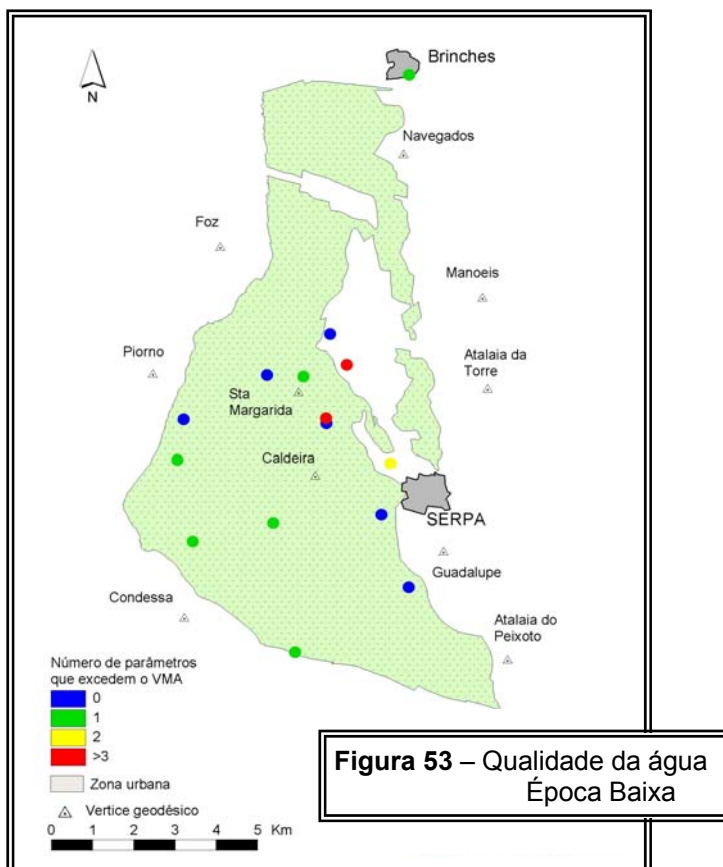 Brinches
N
Navegados
Foz
Manoeis
Piorno
Atalaia da
Torre
Sta
Margarida
Caldeira
SERPA
Guadalupe
Condessa
Atalaia do
Peixoto
Número de parâmetros
que excedem o VMA
0
1
2
>3
Zona urbana
Vertice geodésico
0 1 2 3 4 5 Km
Figura 53 – Qualidade da água
Época Baixa